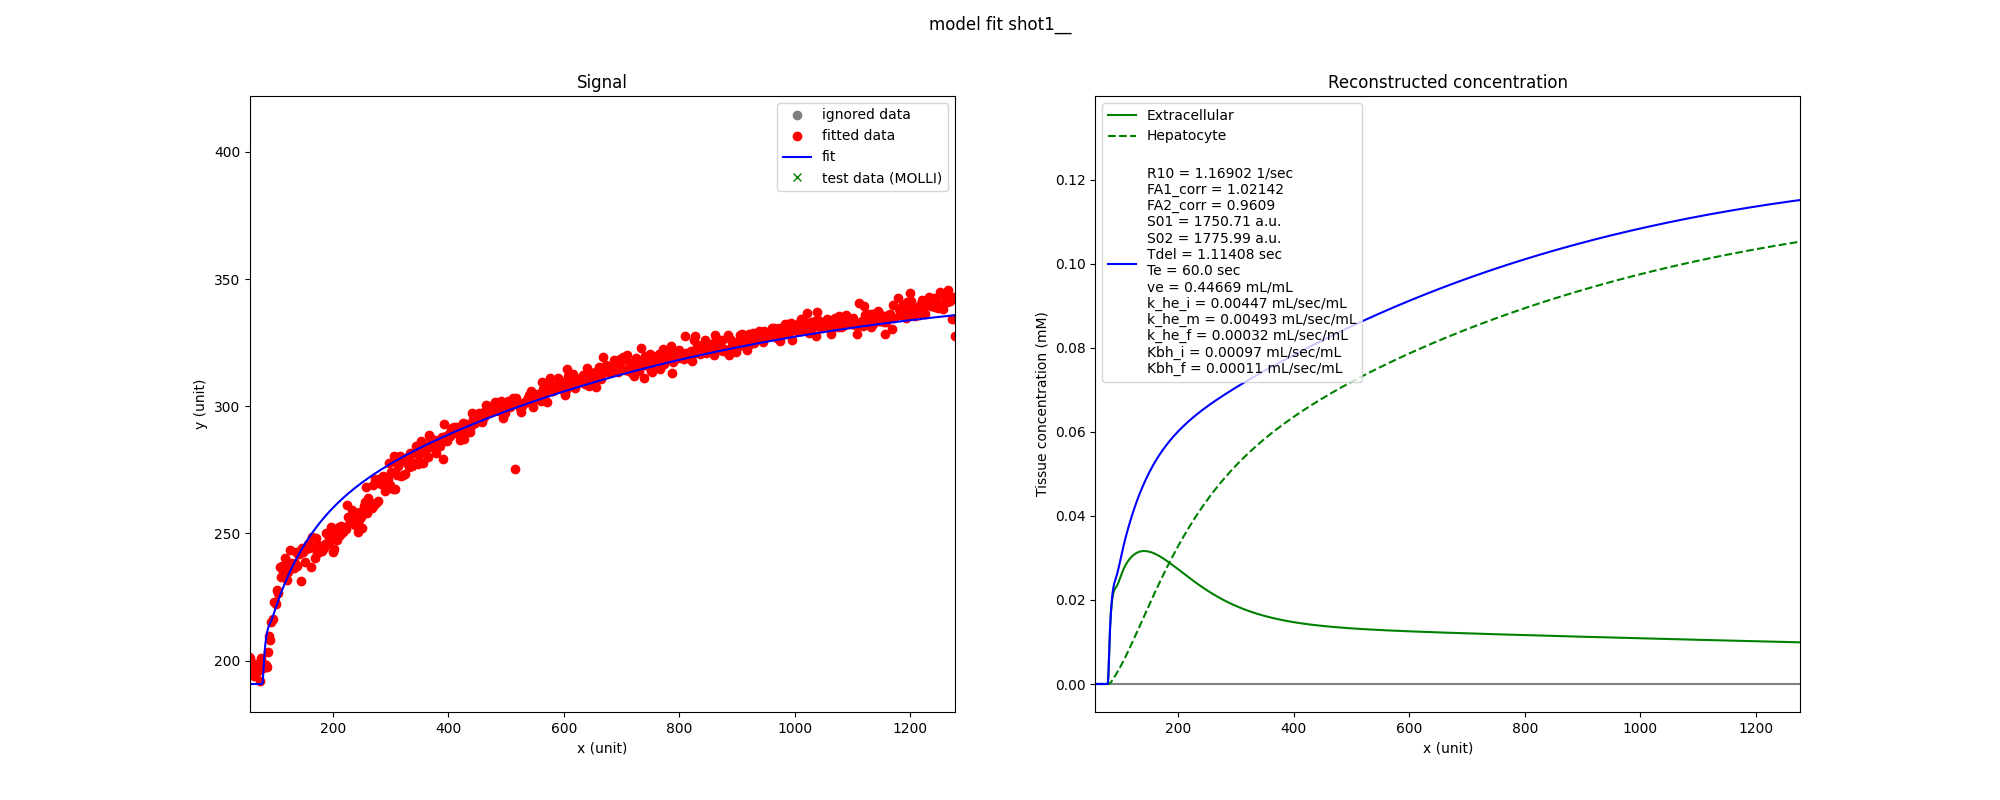 model fit shot1__
Signal
400
350
300
250
200
y (unit)
200
400
600
800
1000
1200
x (unit)
ignored data
fitted data
fit
test data (MOLLI)
Reconstructed concentration
0.12
0.10
0.08
0.06
0.04
0.02
0.00
Tissue concentration (mM)
200
400
600
800
1000
1200
x (unit)
Extracellular
Hepatocyte
R10 = 1.16902 1/sec
FA1_corr = 1.02142
FA2_corr = 0.9609
S01 = 1750.71 a.u.
S02 = 1775.99 a.u.
Tdel = 1.11408 sec
Te = 60.0 sec
ve = 0.44669 mL/mL
k_he_i = 0.00447 mL/sec/mL
k_he_m = 0.00493 mL/sec/mL
k_he_f = 0.00032 mL/sec/mL
Kbh_i = 0.00097 mL/sec/mL
Kbh_f = 0.00011 mL/sec/mL